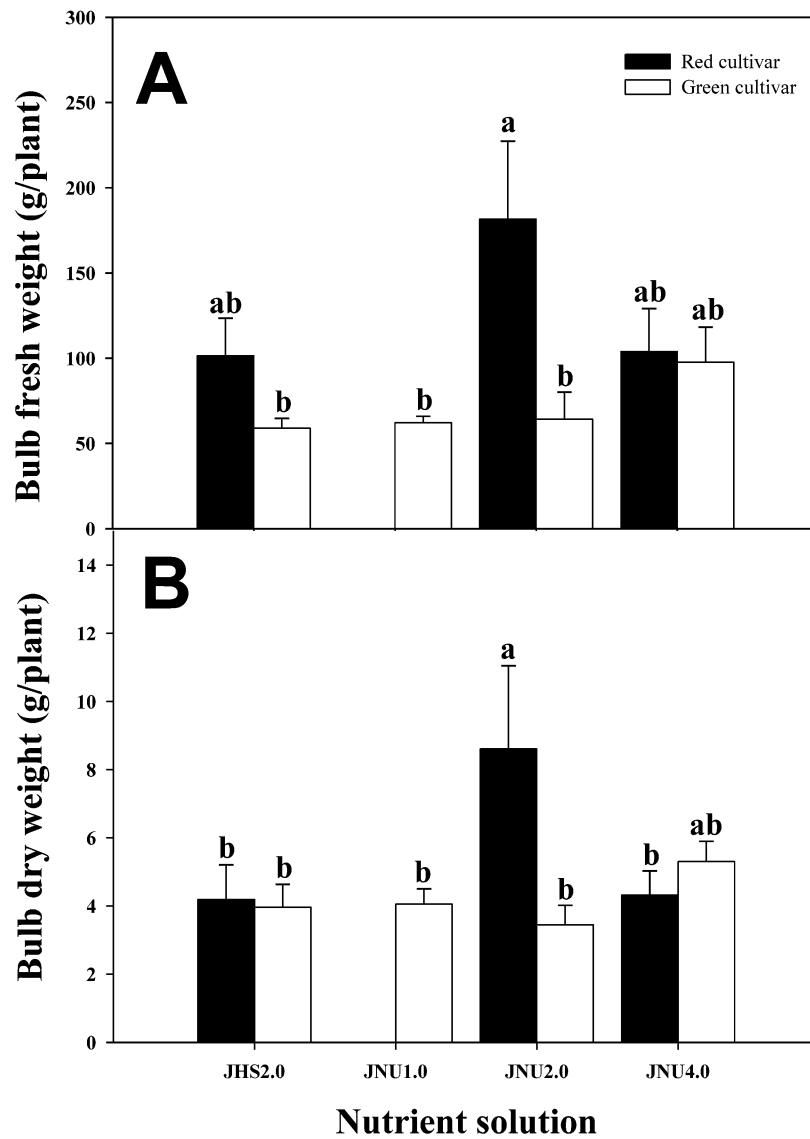 A
Red cultivar
Green cultivar
Bulb fresh weight (g/plant)
300
250
200
150
100
50
0
ab
b
b
a
b
ab
ab
B
Bulb dry weight (g/plant)
14
12
10
8
6
4
2
0
b
b
b
a
b
b
ab
JHS2.0 JNU1.0 JNU2.0 JNU4.0
Nutrient solution